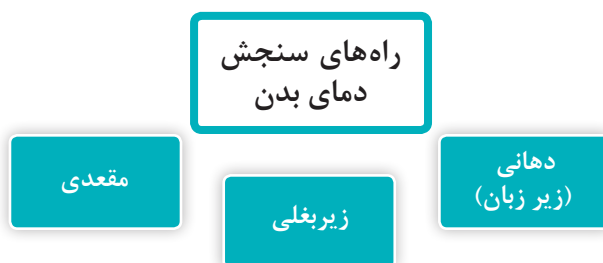 راه‌های سنجش
دمای بدن
دهانی
(زیر زبان)
زیربغلی
مقعدی